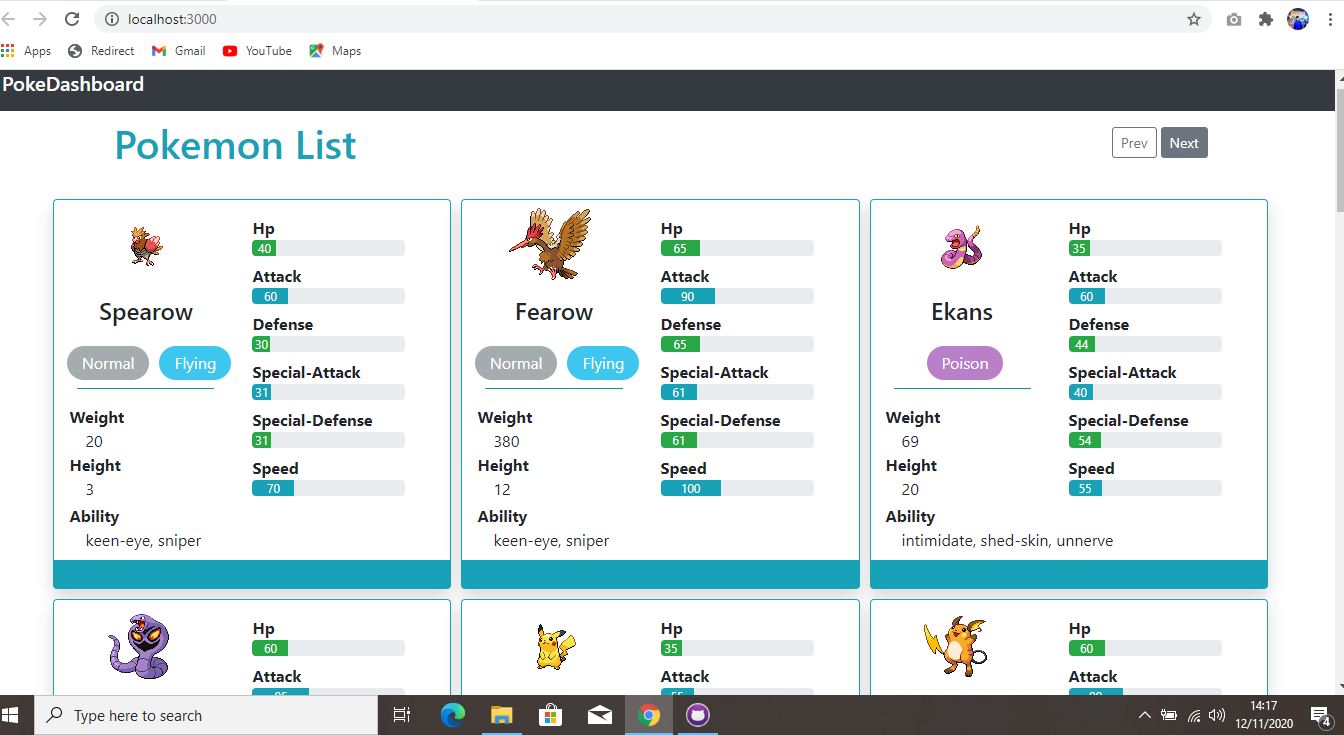 localhost:3000
Apps Redirect Gmail YouTube Maps
PokeDashboard
Pokemon List
Prev Next
Spearow
Normal Flying
Weight
20
Height
3
Ability
keen-eye, sniper
Hp
40
Attack
60
Defense
30
Special-Attack
31
Special-Defense
31
Speed
70
Fearow
Normal Flying
Weight
380
Height
12
Ability
keen-eye, sniper
Hp
65
Attack
90
Defense
65
Special-Attack
61
Special-Defense
61
Speed
100
Ekans
Poison
Weight
69
Height
20
Ability
intimidate, shed-skin, unnerve
Hp
35
Attack
60
Defense
44
Special-Attack
40
Special-Defense
54
Speed
55
Hp
60
Attack
Hp
35
Attack
Hp
60
Attack
Type here to search
14:17
12/11/2020
4